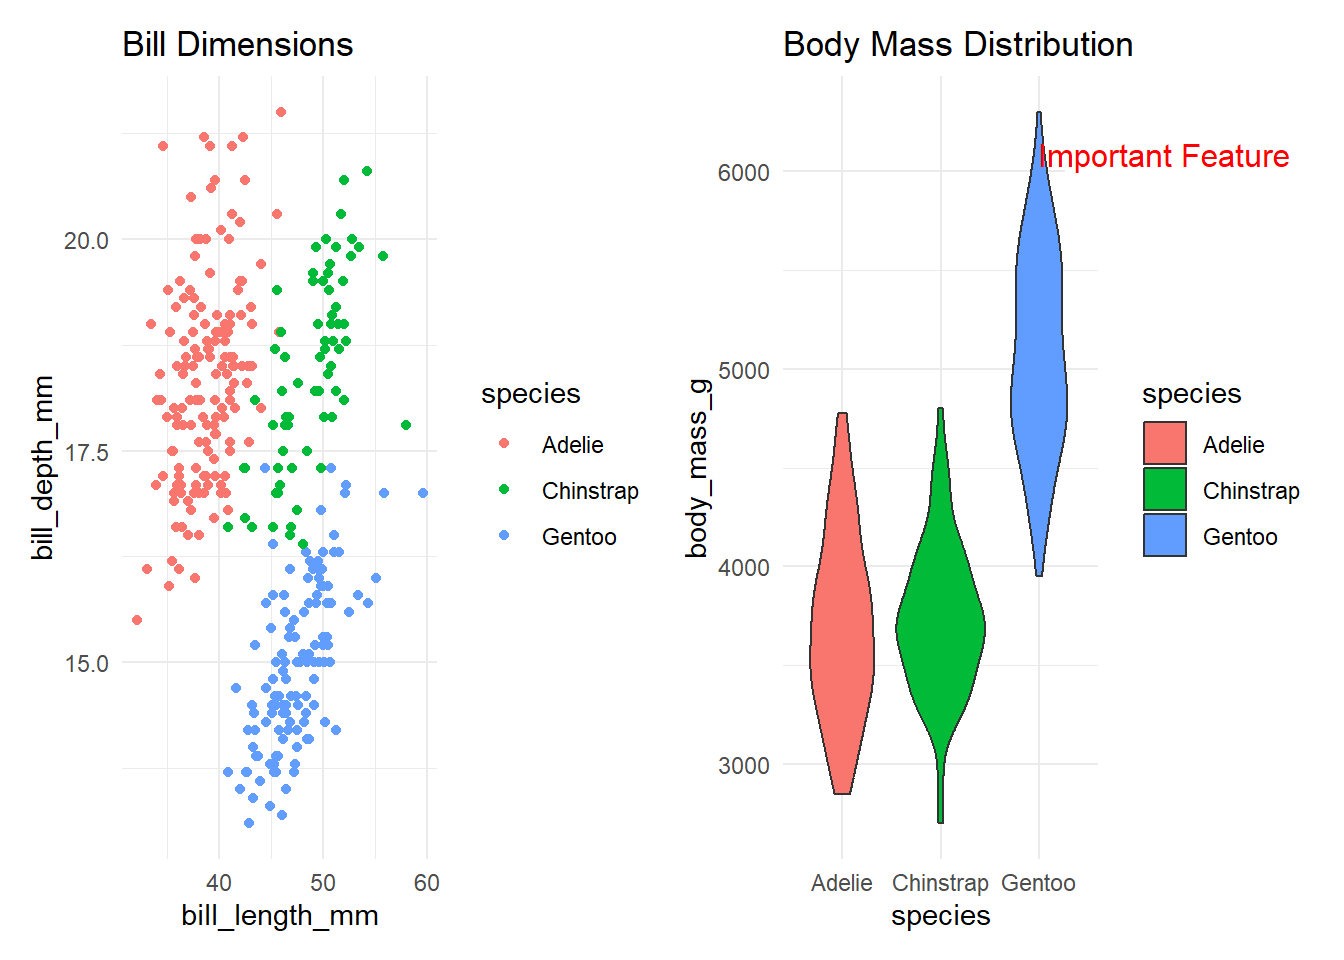 Bill Dimensions
bill_depth_mm
20.0
17.5
15.0
40 50 60
bill_length_mm
species
Adelie
Chinstrap
Gentoo
Body Mass Distribution
Important Feature
body_mass_g
6000
5000
4000
3000
Adelie Chinstrap Gentoo
species
species
Adelie
Chinstrap
Gentoo